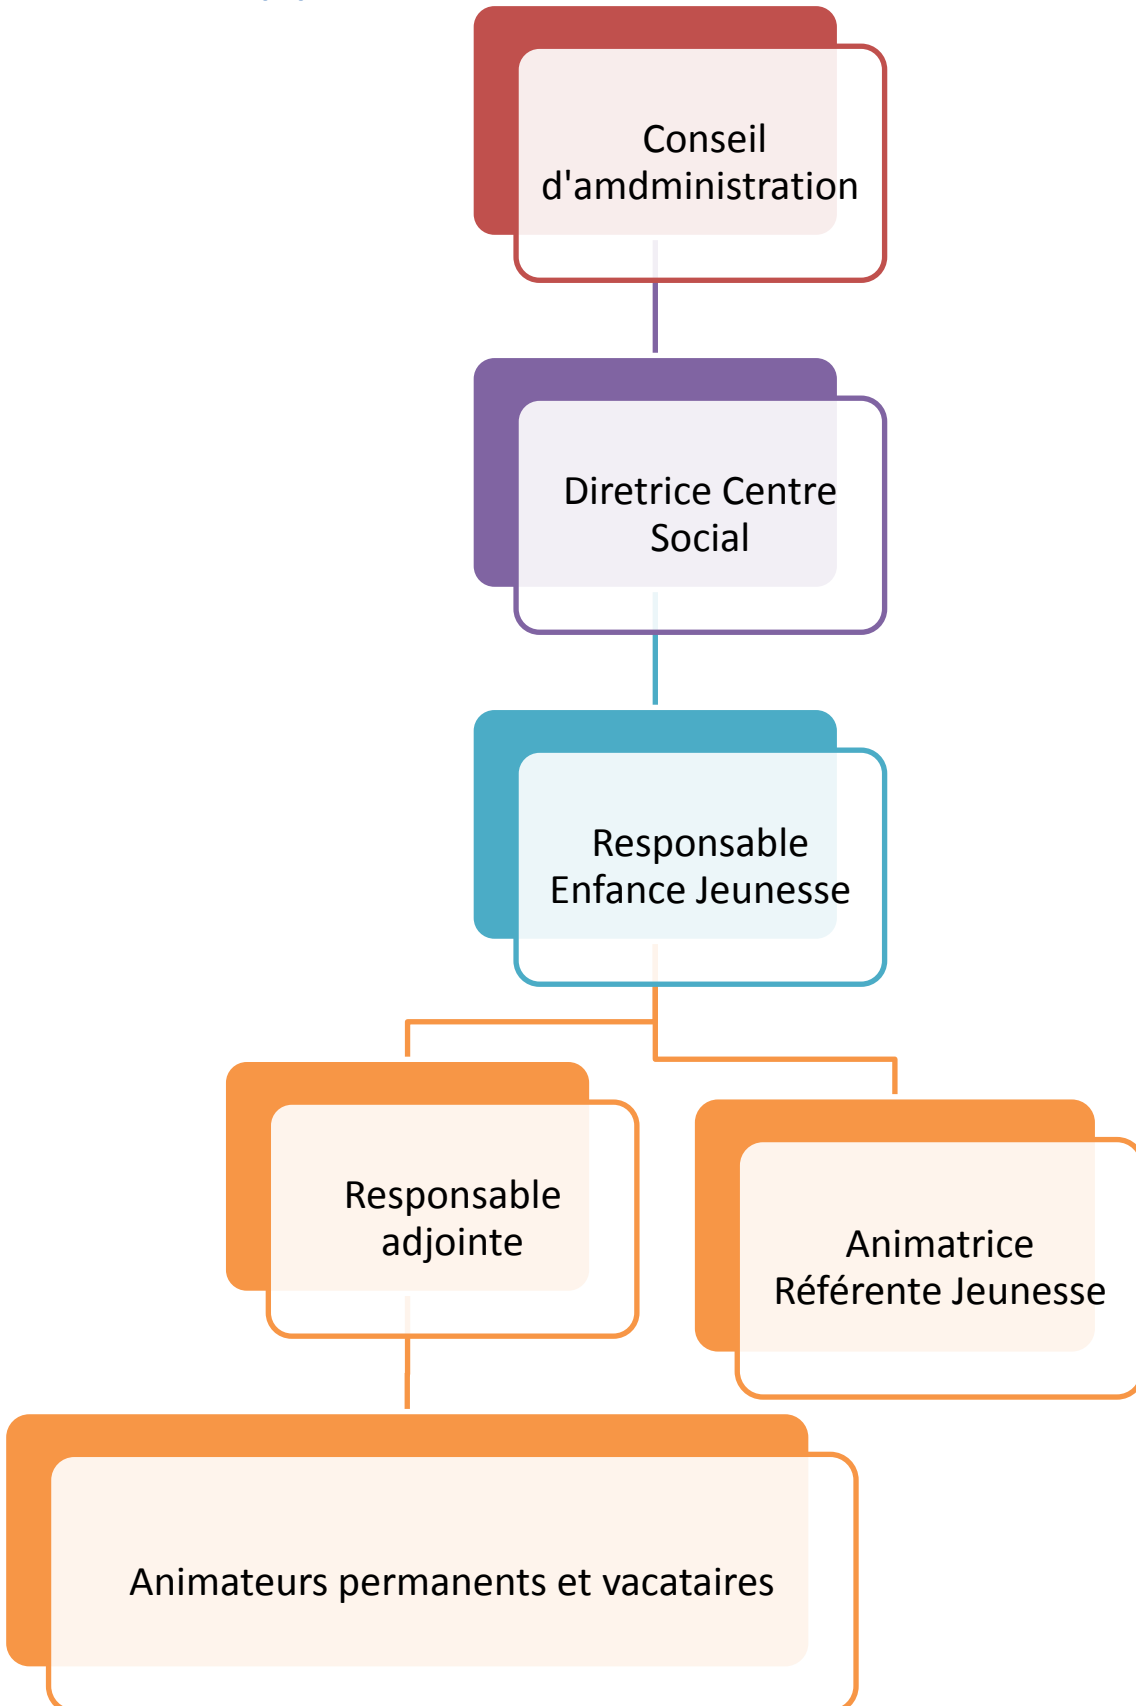 Conseil
d'amdministration
Diretrice Centre
Social
Responsable
Enfance Jeunesse
Responsable
adjointe
Animatrice
Référente Jeunesse
Animateurs permanents et vacataires